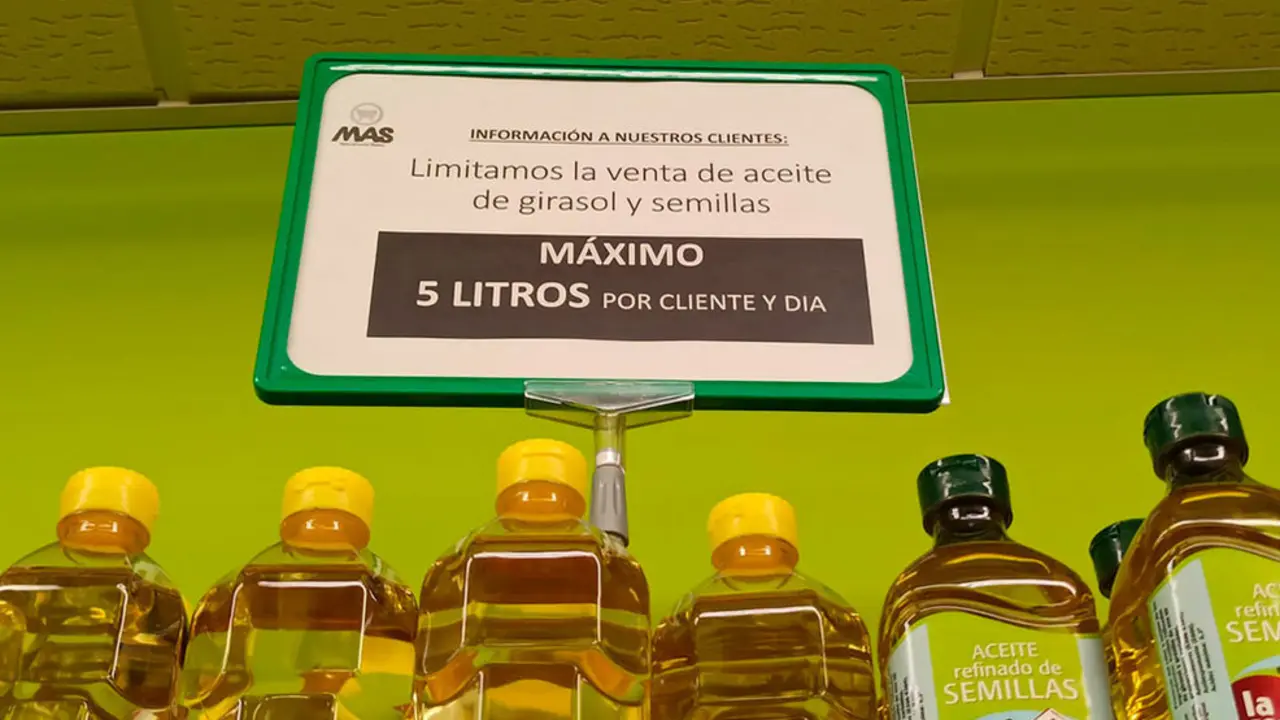 MAS
INFORMACIÓN A NUESTROS CLIENTES:
Limitamos la venta de aceite
de girasol y semillas
MÁXIMO
5 LITROS POR CLIENTE Y DIA
ACEITE
refinado de
SEMILLAS
la